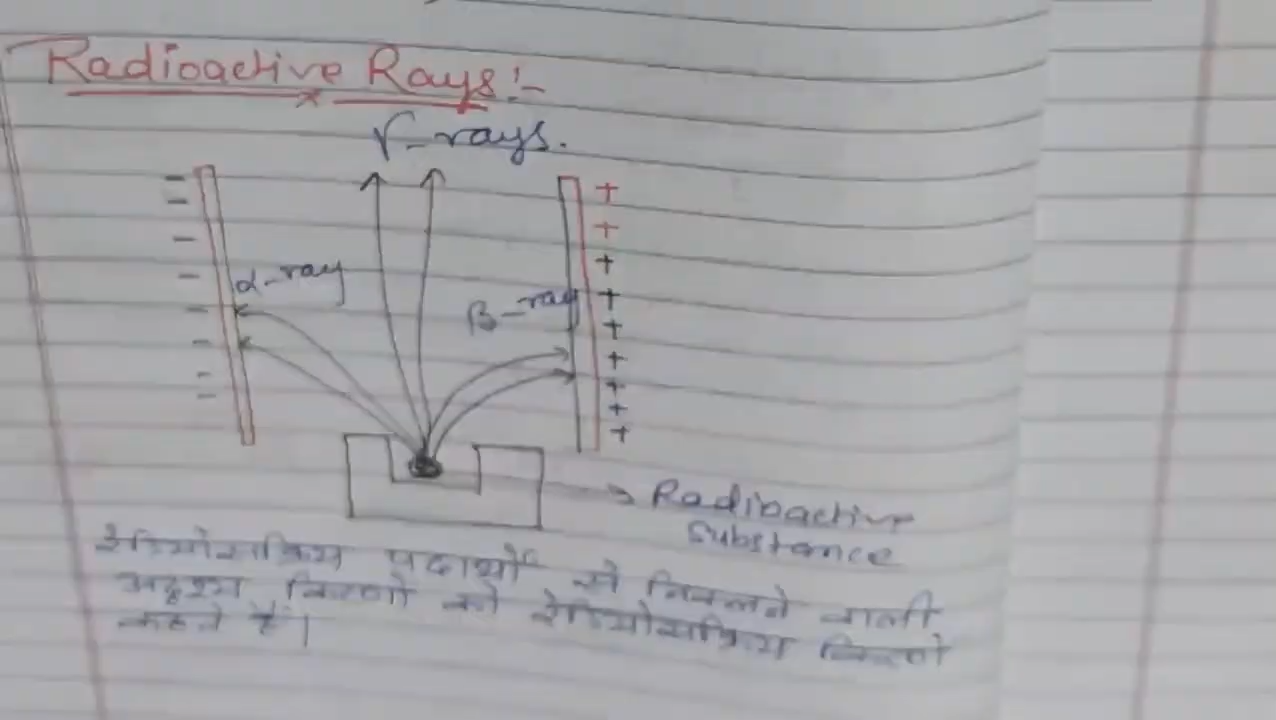 Radioactive Rays:-
γ-rays.
α-ray
β-ray
Radioactive
Substance
रेडियोसक्रिय पदार्थों से निकलने वाली
अदृश्य किरणो को रेडियोसक्रिय किरणे
कहते हैं।